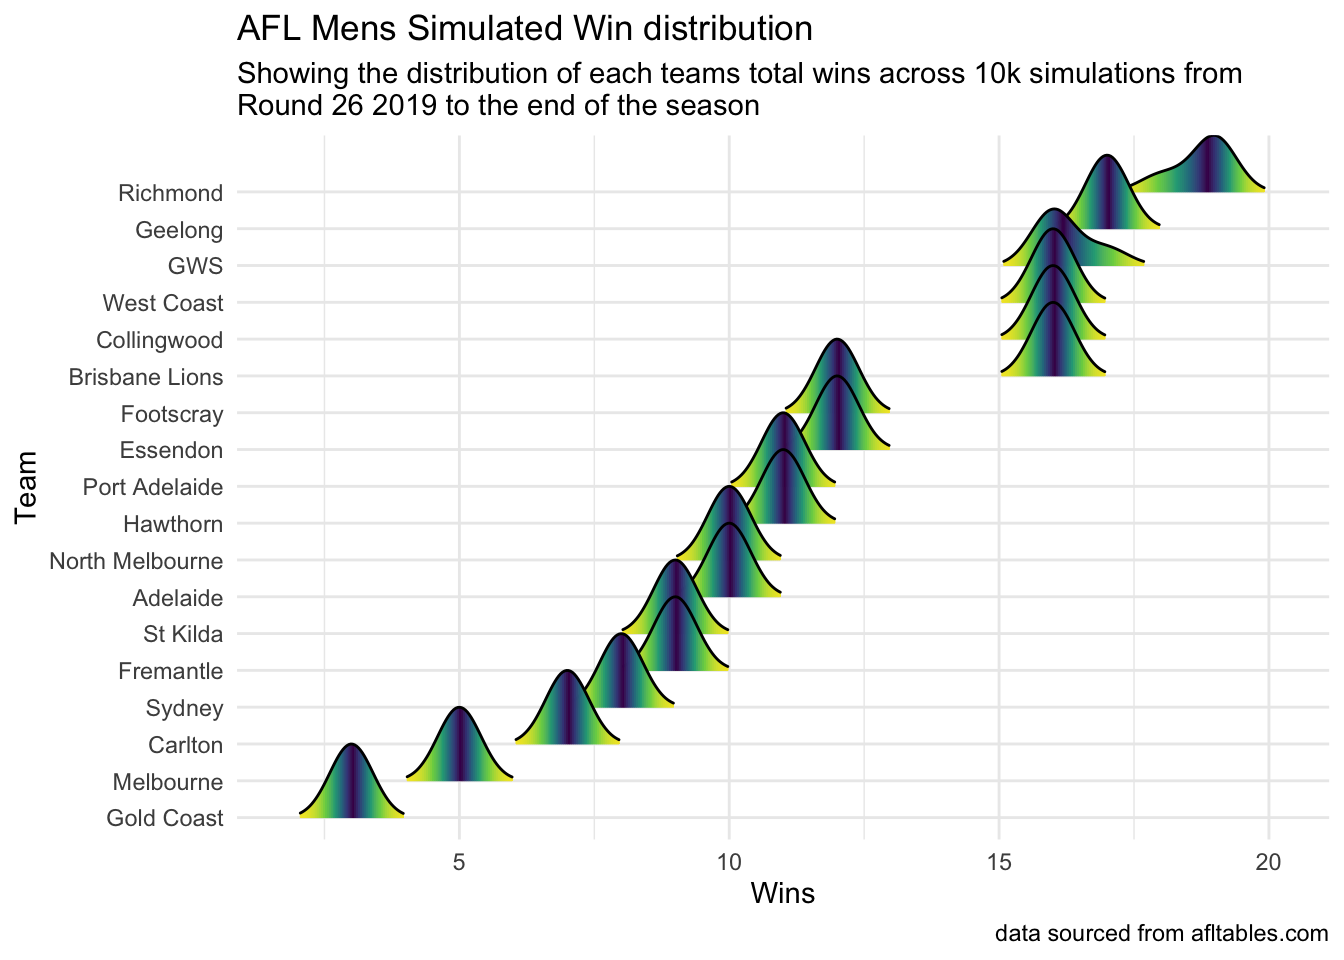 AFL Mens Simulated Win distribution
Showing the distribution of each teams total wins across 10k simulations from
Round 26 2019 to the end of the season
Team
Richmond
Geelong
GWS
West Coast
Collingwood
Brisbane Lions
Footscray
Essendon
Port Adelaide
Hawthorn
North Melbourne
Adelaide
St Kilda
Fremantle
Sydney
Carlton
Melbourne
Gold Coast
5 10 15 20
Wins
data sourced from afltables.com